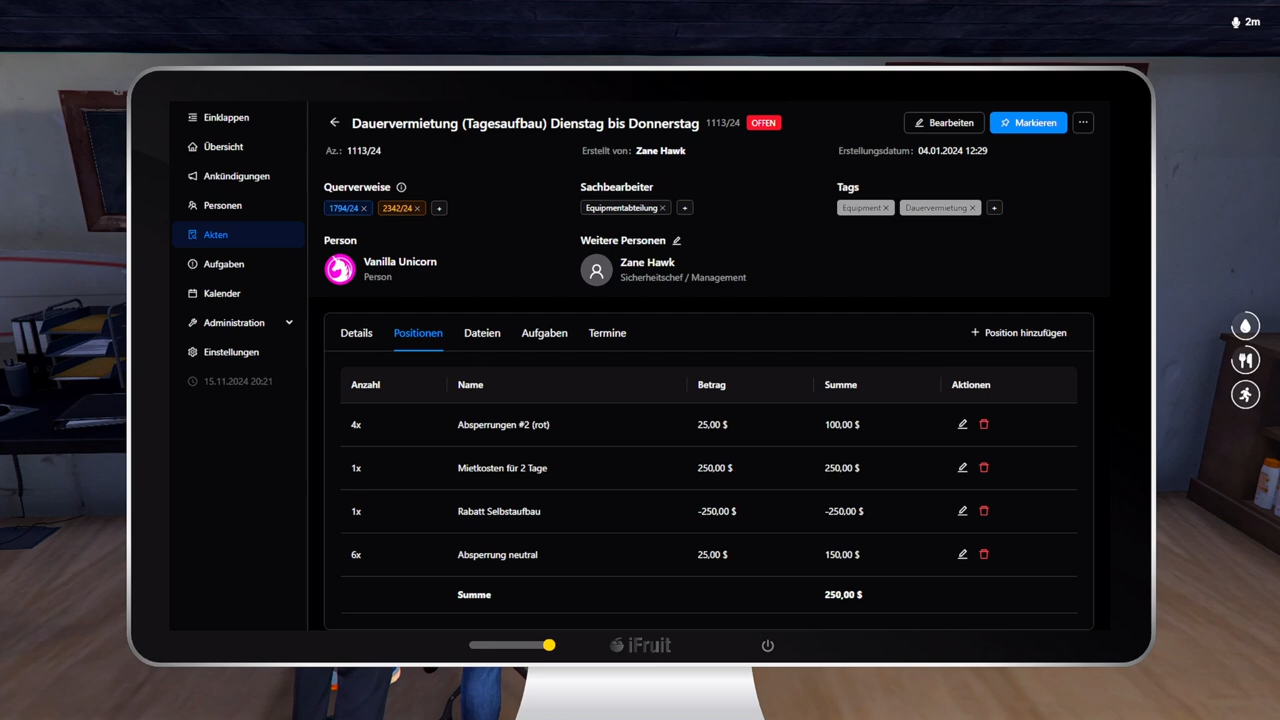 2m
Einklappen
Übersicht
Ankündigungen
Personen
Akten
Aufgaben
Kalender
Administration
Einstellungen
15.11.2024 20:21
Dauervermietung (Tagesaufbau) Dienstag bis Donnerstag 1113/24 OFFEN
Bearbeiten Markieren ...
Az.: 1113/24 Erstellt von: Zane Hawk Erstellungsdatum: 04.01.2024 12:29
Querverweise Sachbearbeiter Tags
1794/24 × 2342/24 × + Equipmentabteilung × + Equipment × Dauervermietung × +
Person Weitere Personen
Vanilla Unicorn Zane Hawk
Person Sicherheitschef / Management
Details Positionen Dateien Aufgaben Termine + Position hinzufügen
Anzahl Name Betrag Summe Aktionen
4x Absperrungen #2 (rot) 25,00 $ 100,00 $
1x Mietkosten für 2 Tage 250,00 $ 250,00 $
1x Rabatt Selbstaufbau -250,00 $ -250,00 $
6x Absperrung neutral 25,00 $ 150,00 $
Summe 250,00 $
iFruit